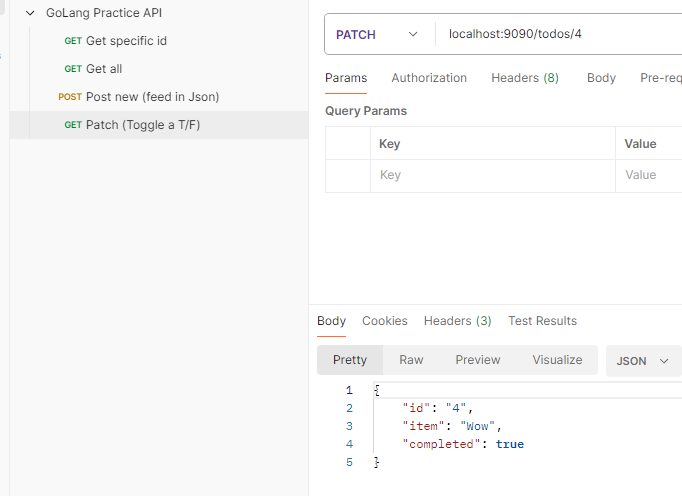 GoLang Practice API
GET Get specific id
GET Get all
POST Post new (feed in Json)
GET Patch (Toggle a T/F)
PATCH localhost:9090/todos/4
Params Authorization Headers (8) Body Pre-req
Query Params
Key Value
Key Value
Body Cookies Headers (3) Test Results
Pretty Raw Preview Visualize JSON
1 {
2 "id": "4",
3 "item": "Wow",
4 "completed": true
5 }